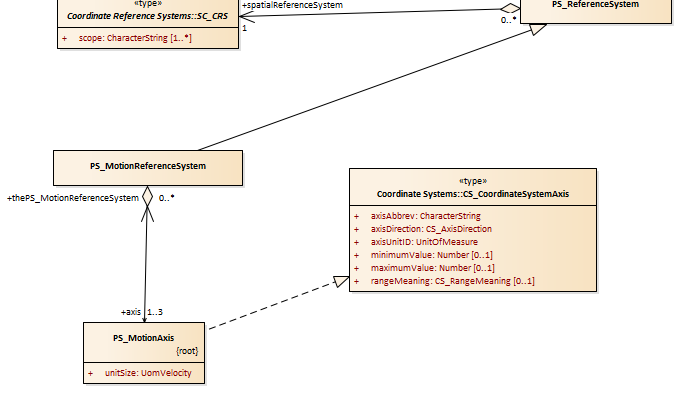 «type»
Coordinate Reference Systems::SC_CRS
+ scope: CharacterString [1..*]
+spatialReferenceSystem
1
0..*
PS_ReferenceSystem
PS_MotionReferenceSystem
+thePS_MotionReferenceSystem
0..*
«type»
Coordinate Systems::CS_CoordinateSystemAxis
+ axisAbbrev: CharacterString
+ axisDirection: CS_AxisDirection
+ axisUnitID: UnitOfMeasure
+ minimumValue: Number [0..1]
+ maximumValue: Number [0..1]
+ rangeMeaning: CS_RangeMeaning [0..1]
+axis 1..3
PS_MotionAxis
{root}
+ unitSize: UomVelocity